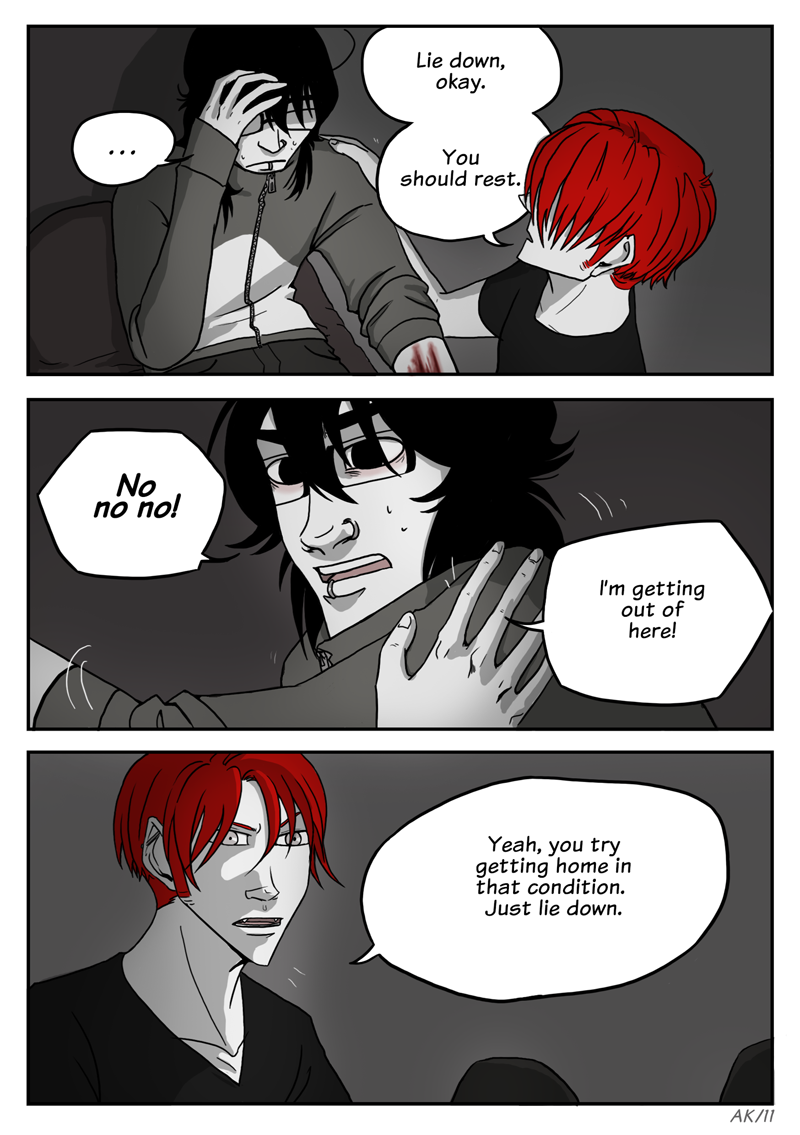 Lie down,
okay.
...
You
should rest.
No
no no!
I'm getting
out of
here!
Yeah, you try
getting home in
that condition.
Just lie down.
AK/11